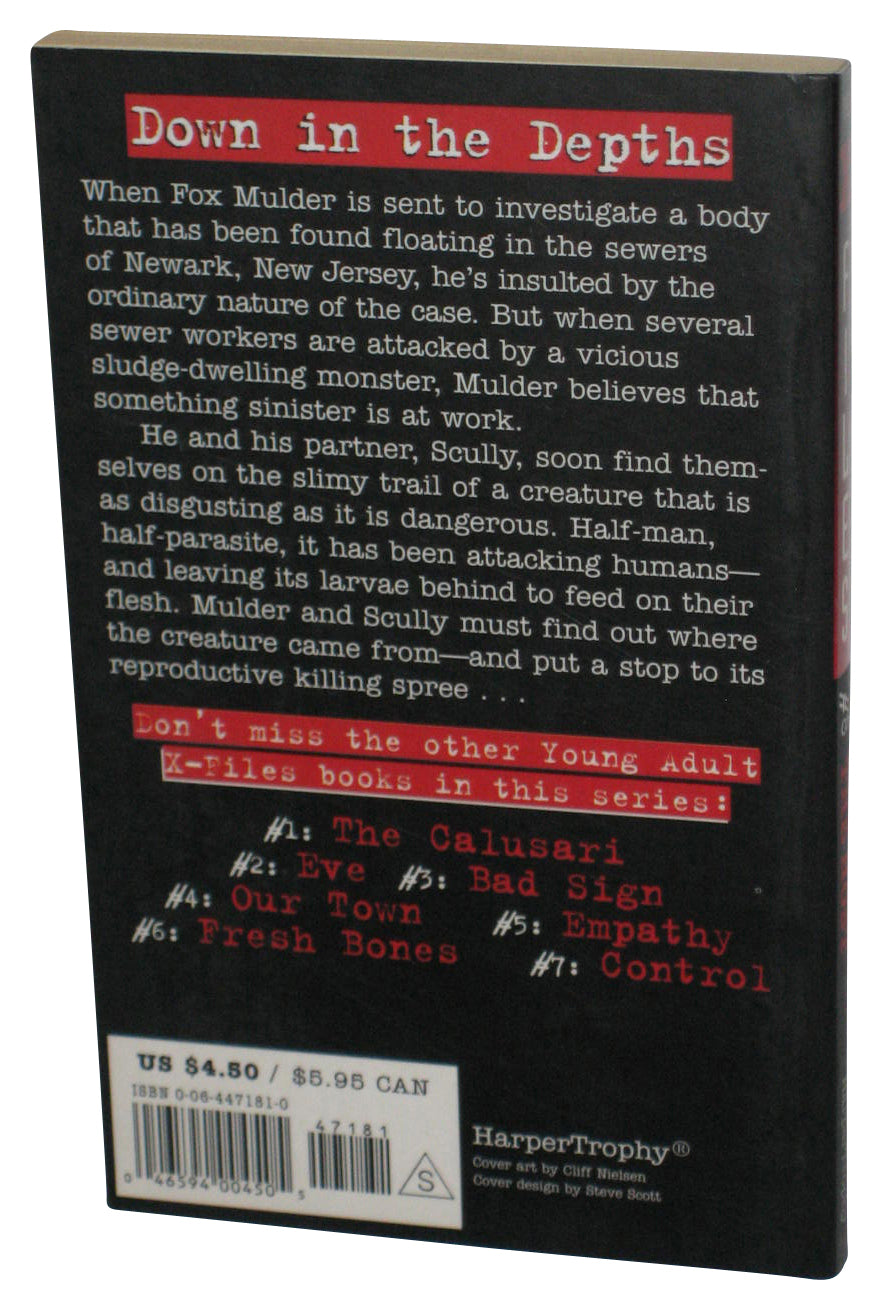 Down in the Depths
When Fox Mulder is sent to investigate a body
that has been found floating in the sewers
of Newark, New Jersey, he's insulted by the
ordinary nature of the case. But when several
sewer workers are attacked by a vicious
sludge-dwelling monster, Mulder believes that
something sinister is at work.
He and his partner, Scully, soon find them-
selves on the slimy trail of a creature that is
as disgusting as it is dangerous. Half-man,
half-parasite, it has been attacking humans—
and leaving its larvae behind to feed on their
flesh. Mulder and Scully must find out where
the creature came from—and put a stop to its
reproductive killing spree . . .
Don't miss the other Young Adult
X-Files books in this series:
#1: The Calusari
#2: Eve #3: Bad Sign
#4: Our Town #5: Empathy
#6: Fresh Bones
#7: Control
US $4.50 / $5.95 CAN
ISBN 0-06-447181-0
47181
0 46594 00450 5
S
HarperTrophy®
Cover art by Cliff Nielsen
Cover design by Steve Scott